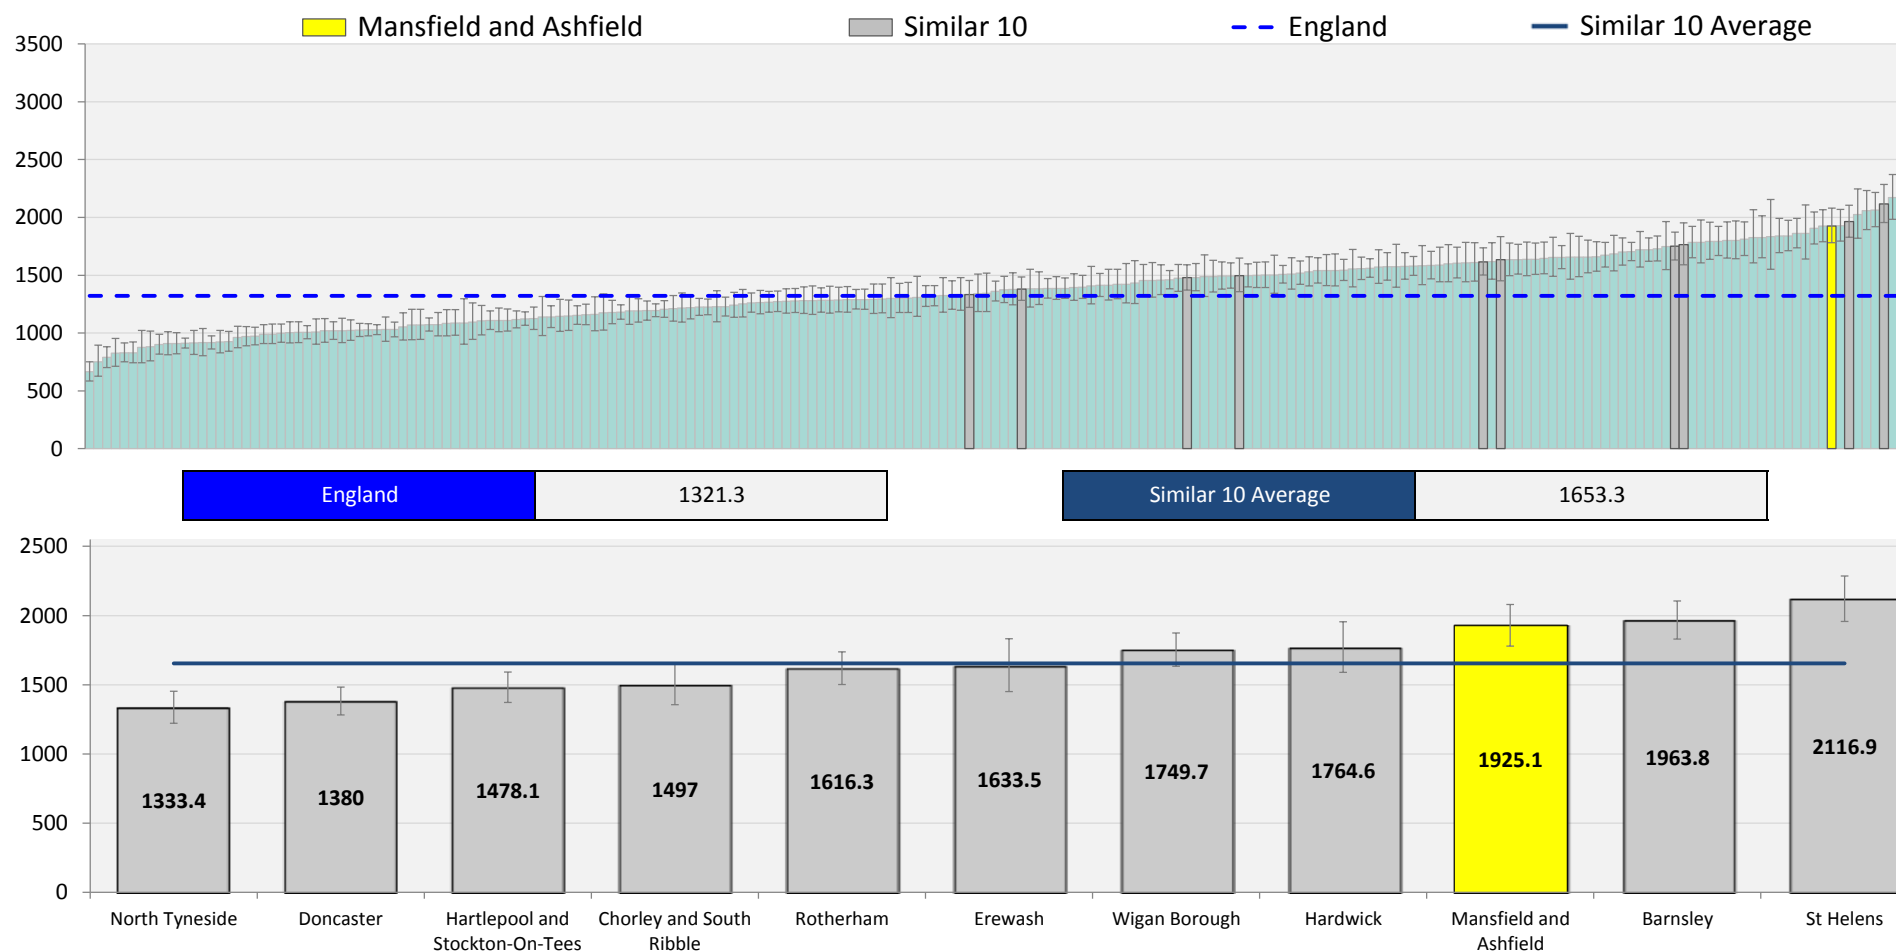 Mansfield and Ashfield
Similar 10
England
Similar 10 Average
3500
3000
2500
2000
1500
1000
500
0
England
1321.3
Similar 10 Average
1653.3
2500
2000
1500
1000
500
0
1333.4
1380
1478.1
1497
1616.3
1633.5
1749.7
1764.6
1925.1
1963.8
2116.9
North Tyneside
Doncaster
Hartlepool and
Stockton-On-Tees
Chorley and South
Ribble
Rotherham
Erewash
Wigan Borough
Hardwick
Mansfield and
Ashfield
Barnsley
St Helens